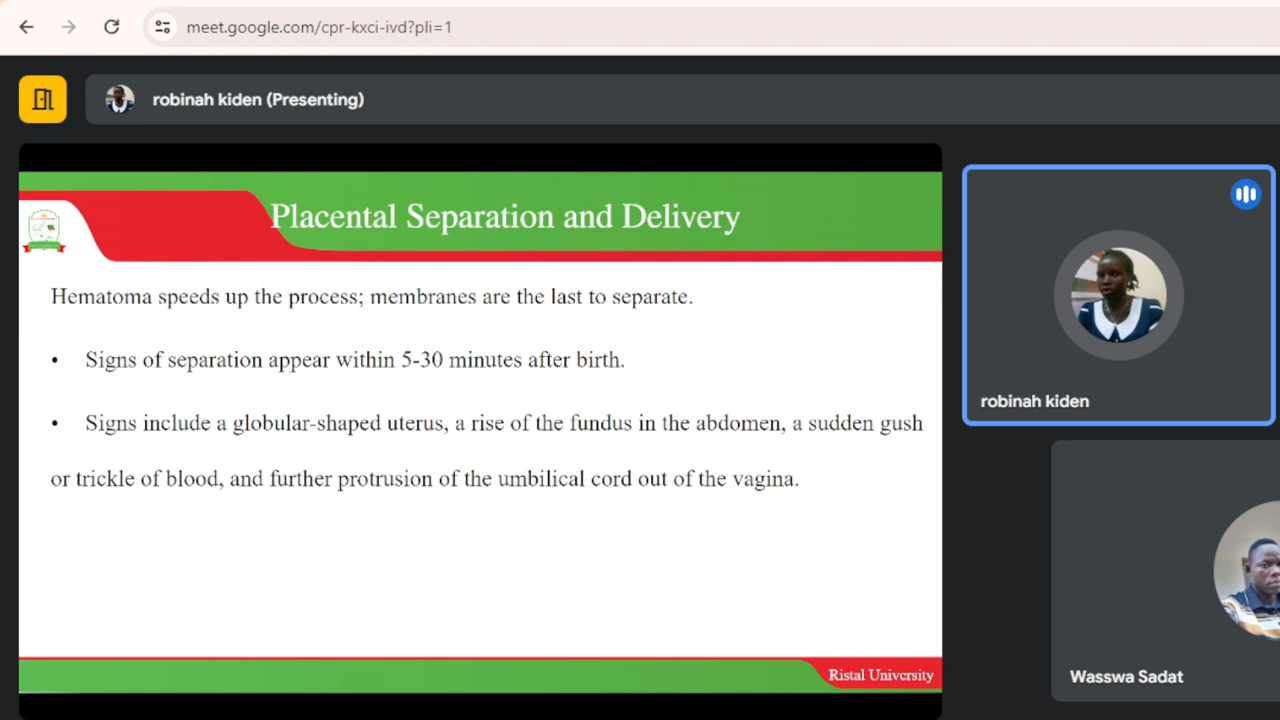 meet.google.com/cpr-kxci-ivd?pli=1
robinah kiden (Presenting)
Placental Separation and Delivery
Hematoma speeds up the process; membranes are the last to separate.
• Signs of separation appear within 5-30 minutes after birth.
• Signs include a globular-shaped uterus, a rise of the fundus in the abdomen, a sudden gush
or trickle of blood, and further protrusion of the umbilical cord out of the vagina.
Ristal University
robinah kiden
Wasswa Sadat